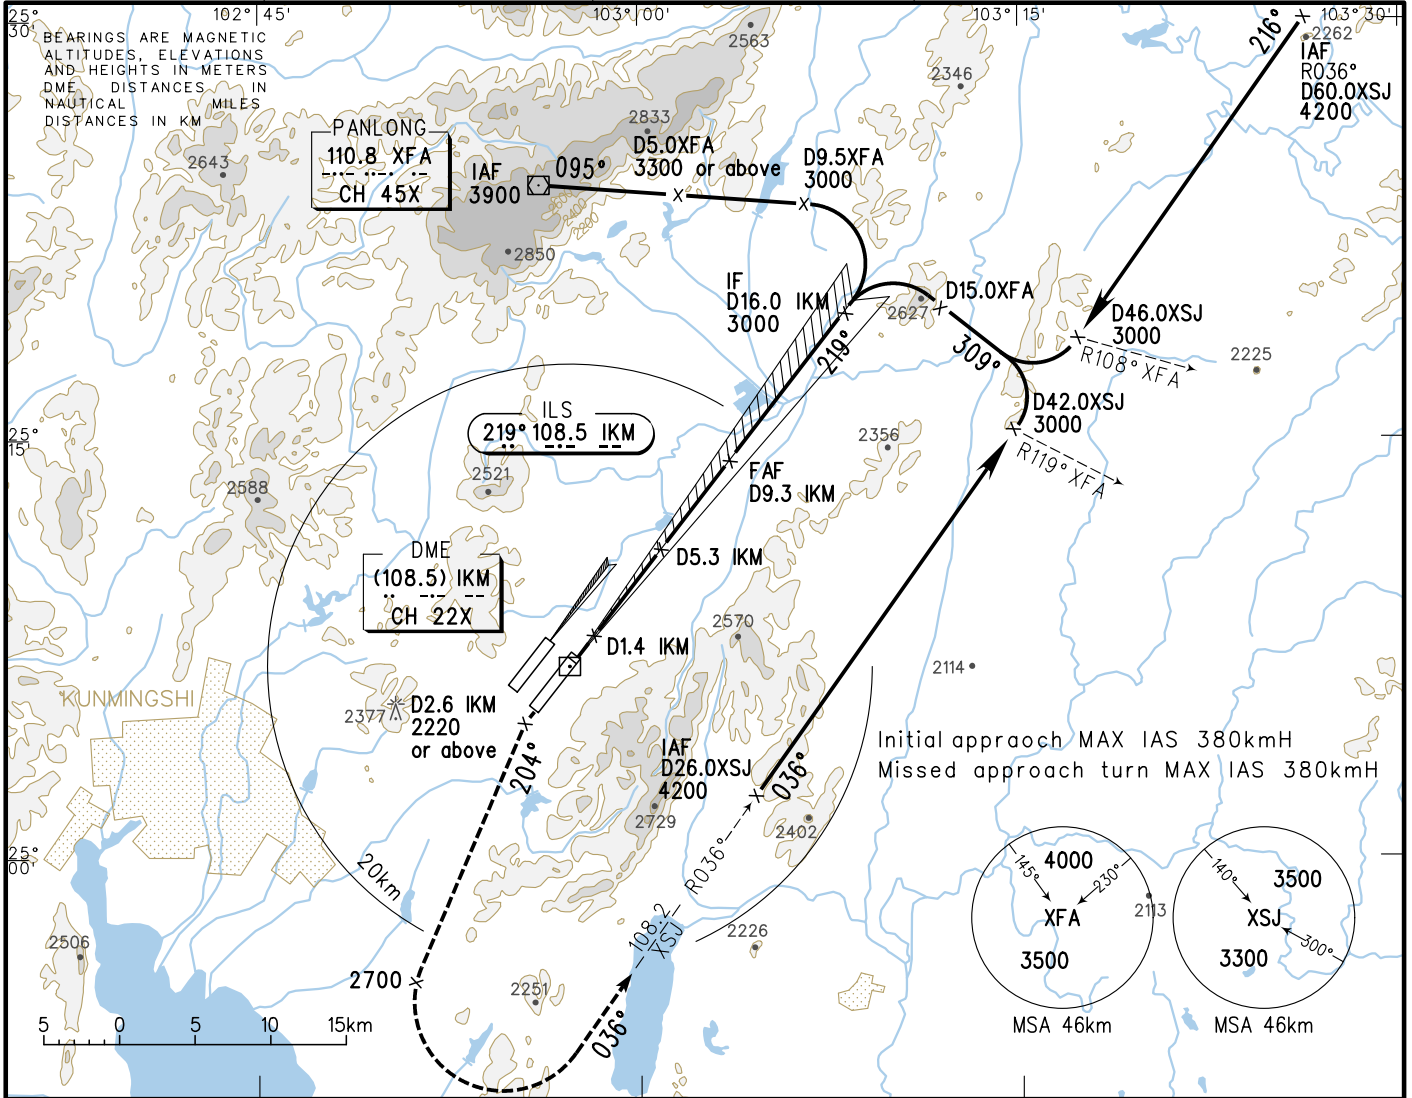 102°45'
103°00'
103°15'
103°30'
25°
30'
BEARINGS ARE MAGNETIC
ALTITUDES, ELEVATIONS
AND HEIGHTS IN METERS
DME DISTANCES IN
NAUTICAL MILES
DISTANCES IN KM
2563
2346
216°
2262
IAF
R036°
D60.0XSJ
4200
PANLONG
110.8 XFA
CH 45X
2643
2833
IAF
3900
095°
D5.0XFA
3300 or above
D9.5XFA
3000
2600
2400
2200
2850
IF
D16.0 IKM
3000
2627
D15.0XFA
219°
309°
D46.0XSJ
3000
R108° XFA
2225
D42.0XSJ
3000
R119° XFA
25°
15'
ILS
219° 108.5 IKM
2356
2521
2588
FAF
D9.3 IKM
DME
(108.5) IKM
CH 22X
D5.3 IKM
2570
D1.4 IKM
2114
KUNMINGSHI
2377
D2.6 IKM
2220
or above
204°
IAF
D26.0XSJ
4200
036°
2729
2402
Initial appraoch MAX IAS 380kmH
Missed approach turn MAX IAS 380kmH
25°
00'
20km
R036°
108.2
XSJ
2226
2506
2700
2251
036°
145°
4000
230°
XFA
3500
2113
MSA 46km
140°
3500
XSJ
300°
3300
MSA 46km
5 0 5 10 15km